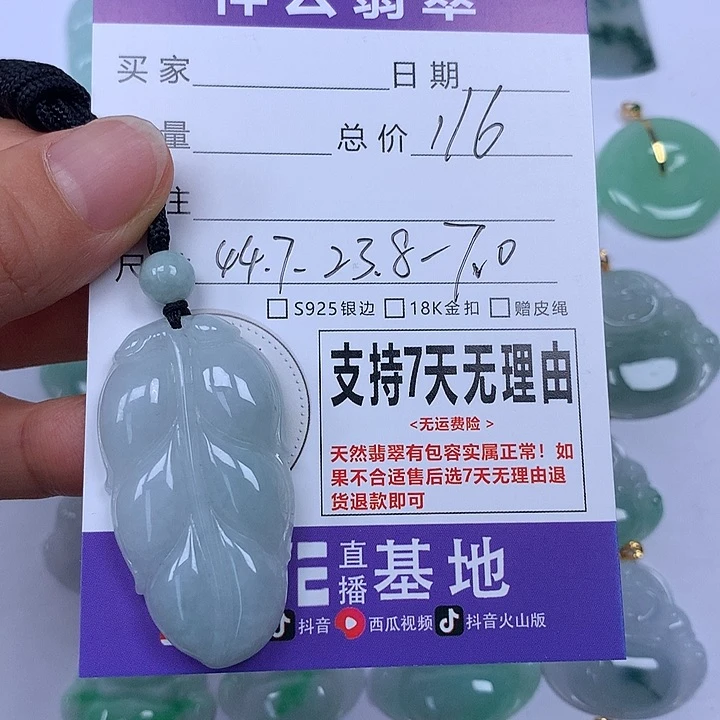 翡翠
买家 日期
量 总价 116
注
尺 44.7-23.8-7.0
S925银边 18K金扣 赠皮绳
支持7天无理由
<无运费险>
天然翡翠有包容实属正常！如
果不合适售后选7天无理由退
货退款即可
直播基地
抖音 西瓜视频 抖音火山版